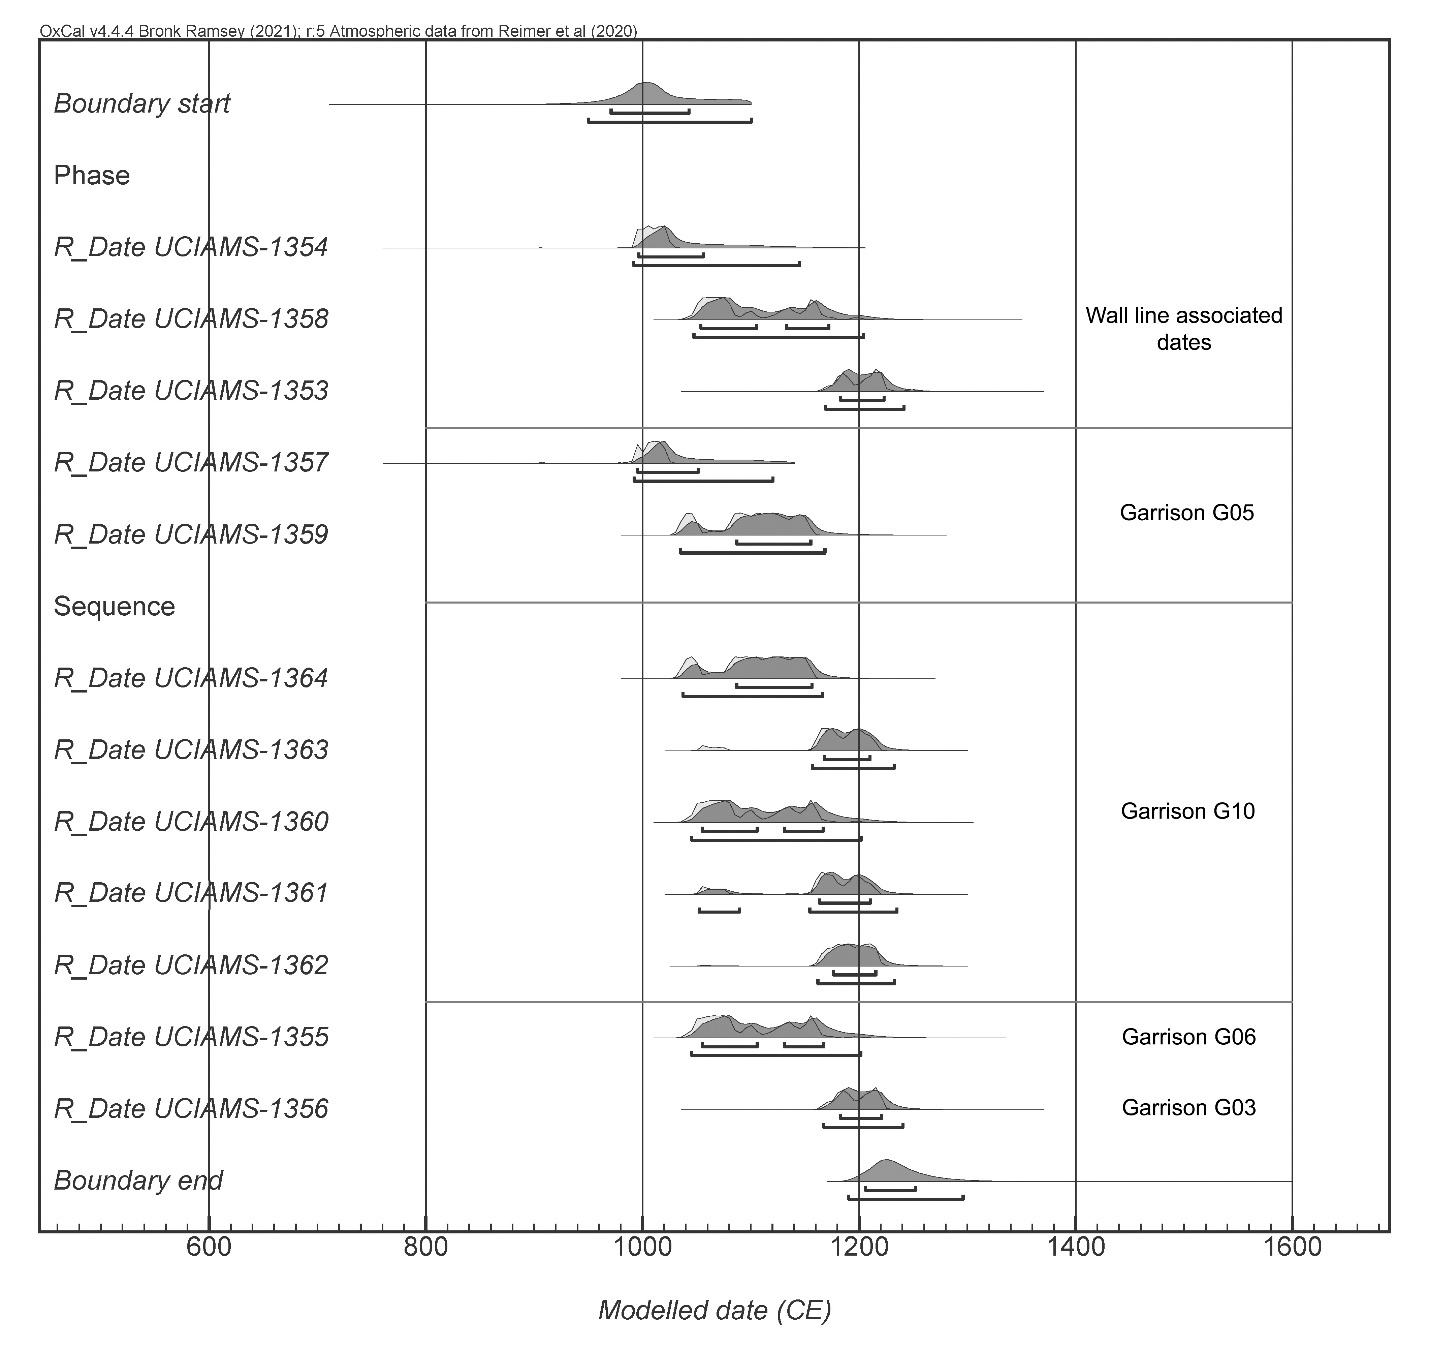 OxCal v4.4.4 Bronk Ramsey (2021); r:5 Atmospheric data from Reimer et al (2020)
Boundary start
Phase
R_Date UCIAMS-1354
R_Date UCIAMS-1358
Wall line associated
dates
R_Date UCIAMS-1353
R_Date UCIAMS-1357
Garrison G05
R_Date UCIAMS-1359
Sequence
R_Date UCIAMS-1364
R_Date UCIAMS-1363
R_Date UCIAMS-1360
Garrison G10
R_Date UCIAMS-1361
R_Date UCIAMS-1362
R_Date UCIAMS-1355
Garrison G06
R_Date UCIAMS-1356
Garrison G03
Boundary end
600 800 1000 1200 1400 1600
Modelled date (CE)